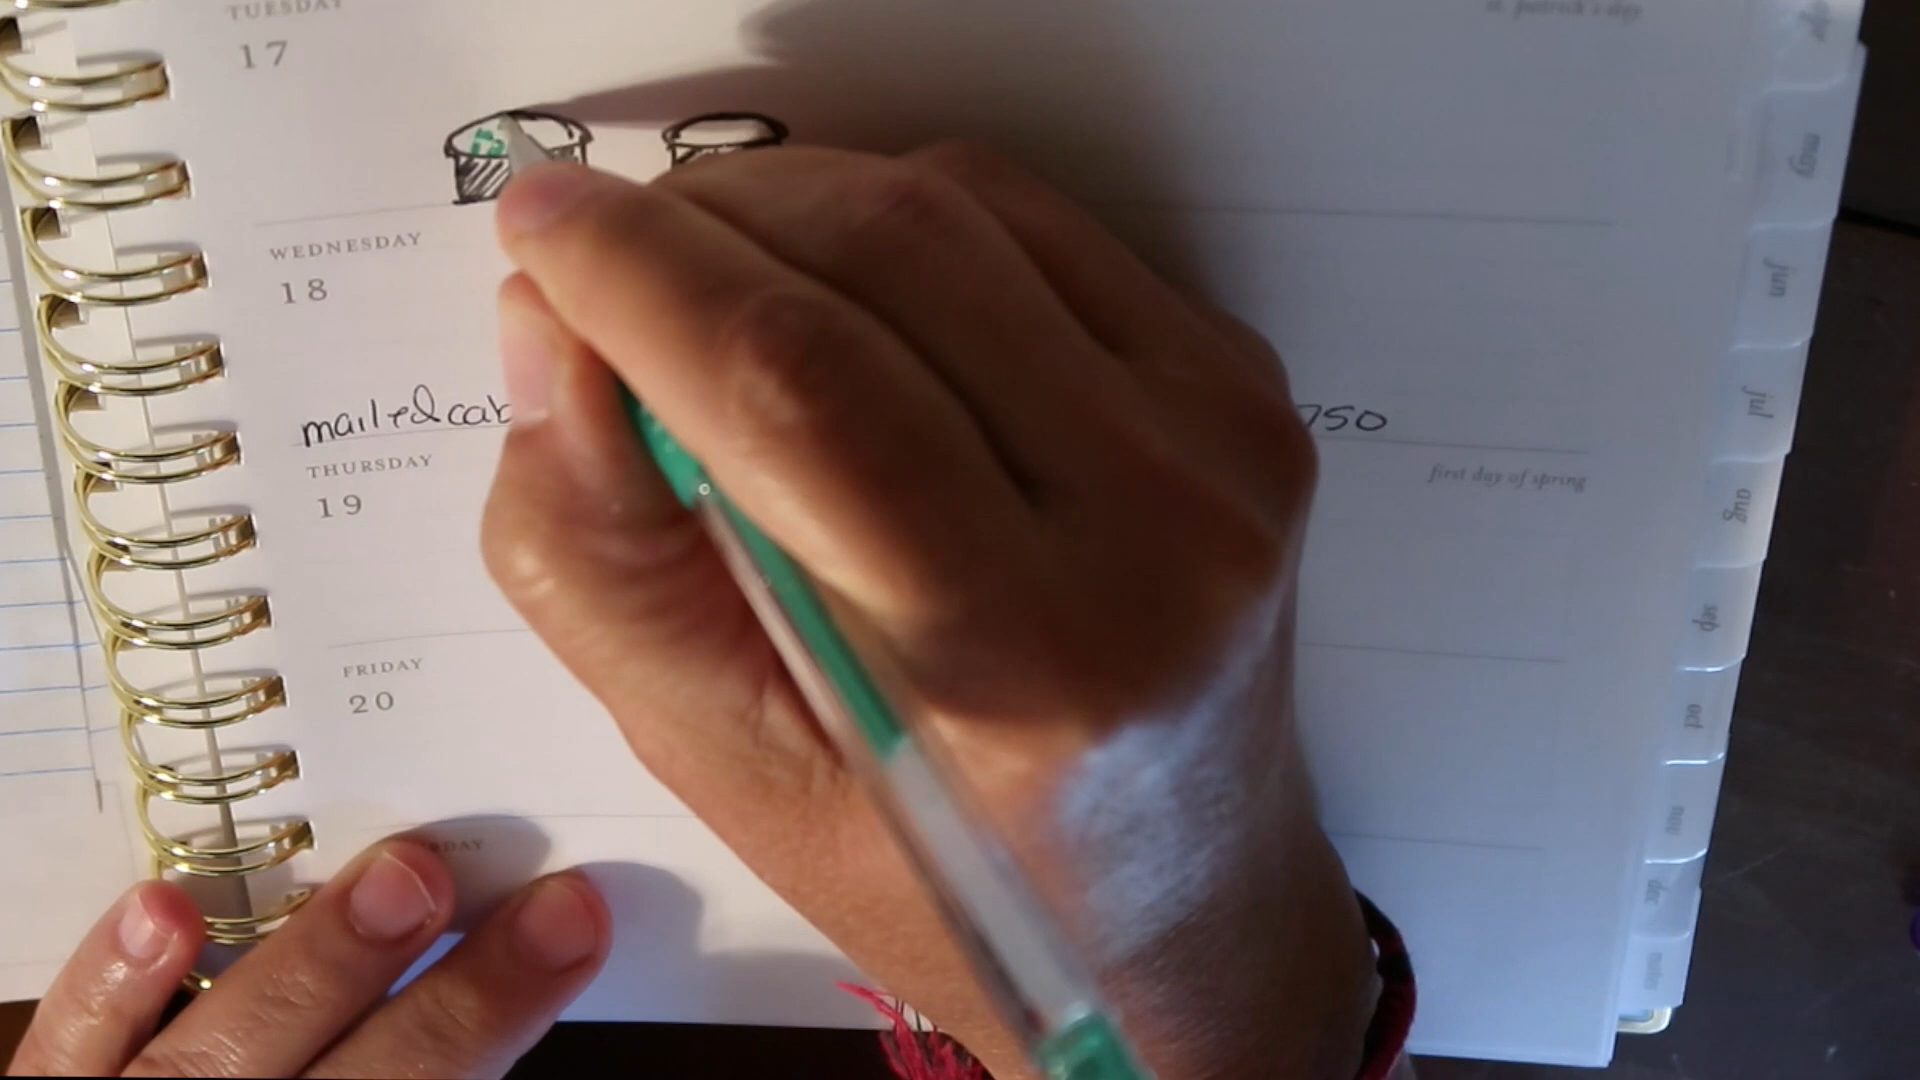 TUESDAY
st. patrick's day
17
WEDNESDAY
18
mailed
750
THURSDAY
first day of spring
19
FRIDAY
20
may
jun
jul
aug
sep
oct
nov
dec
notes